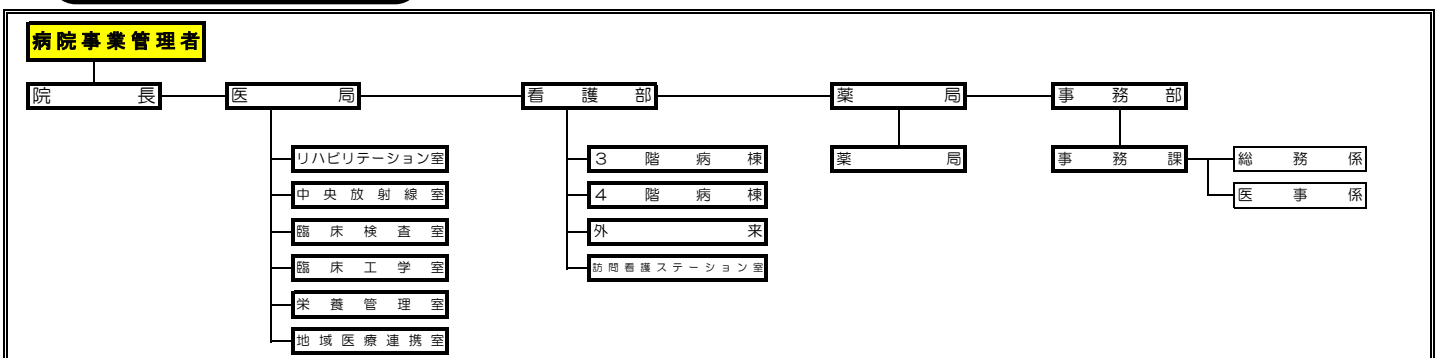 病院事業管理者
院長 医局 看護部 薬局 事務部
リハビリテーション室 3階病棟 薬局 事務課 総務係
中央放射線室 4階病棟 医事係
臨床検査室 外来
臨床工学室 訪問看護ステーション室
栄養管理室
地域医療連携室